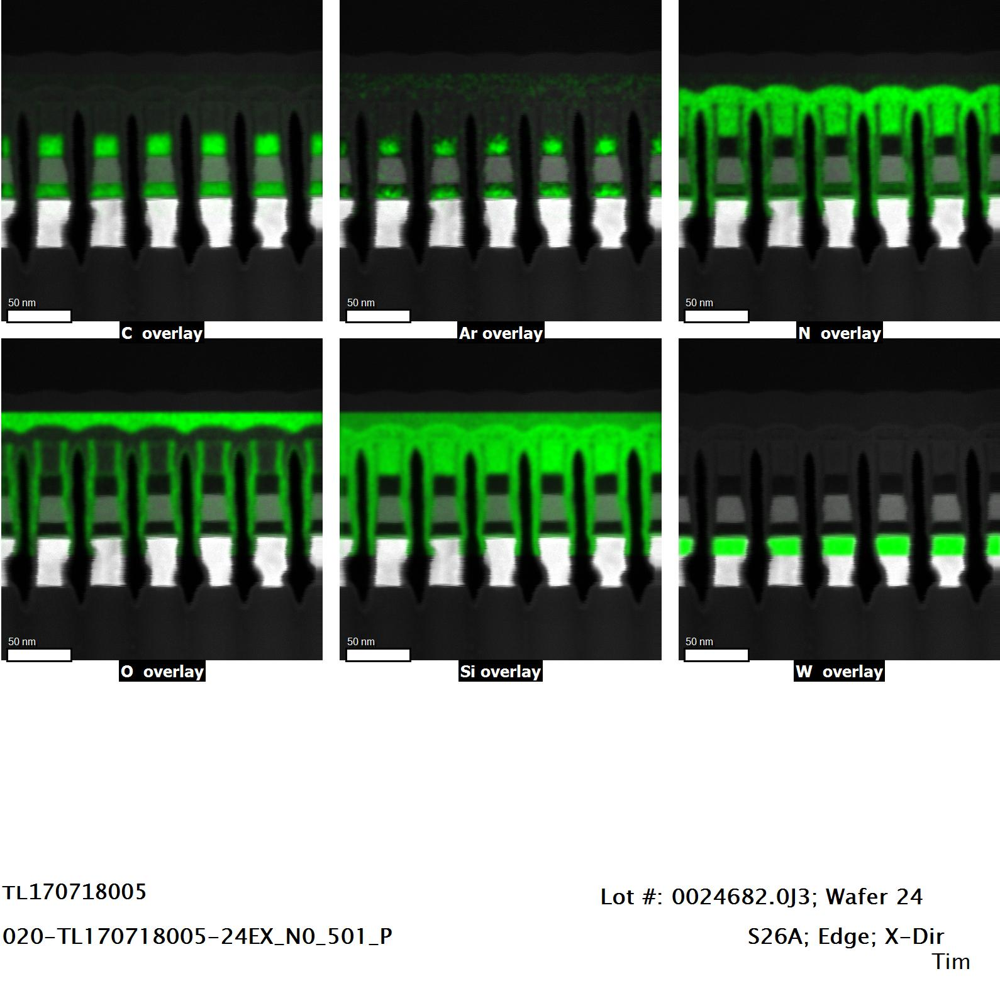 50 nm 50 nm 50 nm
C overlay Ar overlay N overlay
50 nm 50 nm 50 nm
O overlay Si overlay W overlay
TL170718005
Lot #: 0024682.0J3; Wafer 24
020-TL170718005-24EX_N0_501_P
S26A; Edge; X-Dir
Tim